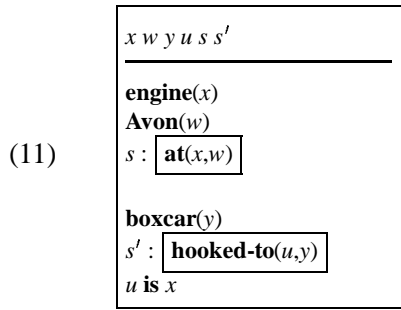 x w y u s s′
engine(x)
Avon(w)
(11) s : at(x,w)
boxcar(y)
s′ : hooked-to(u,y)
u is x